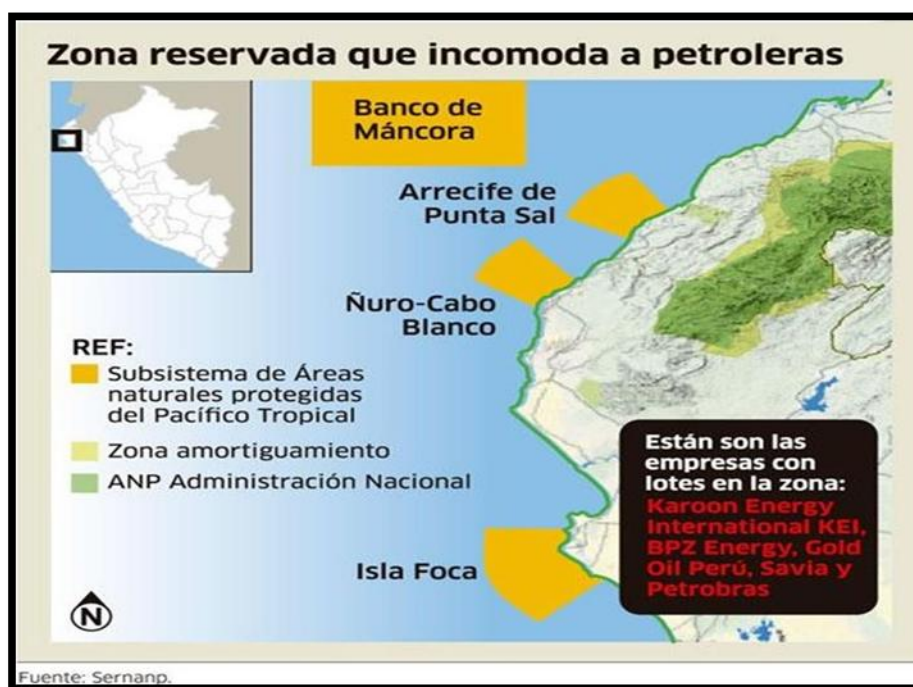 Zona reservada que incomoda a petroleras
Banco de
Máncora
Arrecife de
Punta Sal
Ñuro-Cabo
Blanco
REF:
Subsistema de Áreas
naturales protegidas
del Pacífico Tropical
Zona amortiguamiento
ANP Administración Nacional
Isla Foca
N
Están son las
empresas con
lotes en la zona:
Karoon Energy
International KEI,
BPZ Energy, Gold
Oil Perú, Savia y
Petrobras
Fuente: Sernanp.